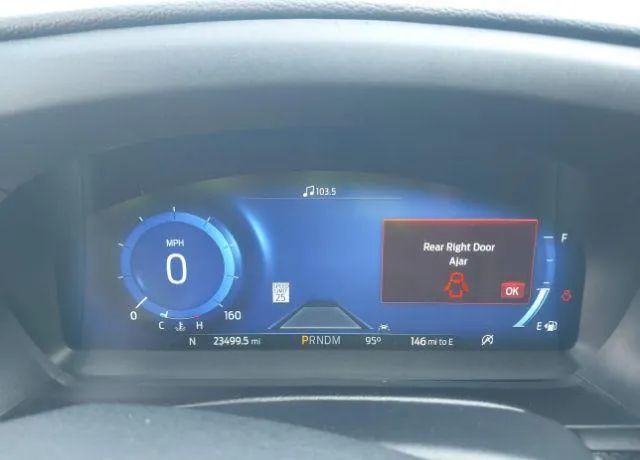 103.5
MPH
0
0
160
C
H
SPEED
LIMIT
25
Rear Right Door
Ajar
OK
F
E
N
23499.5 mi
PRNDM
95°
146 mi to E